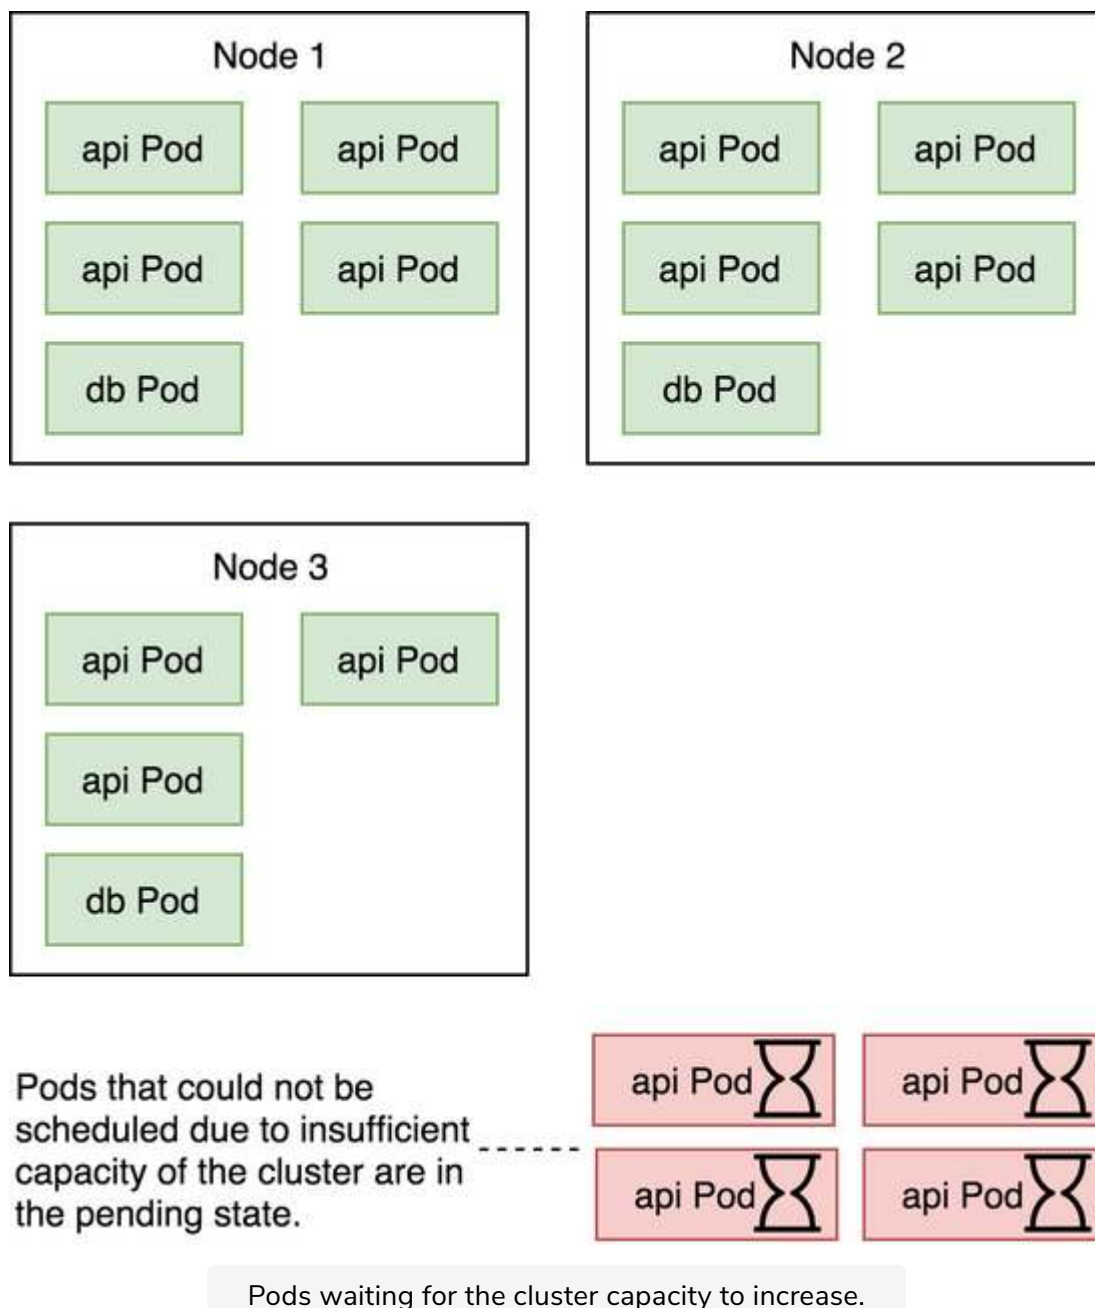 Node 1
api Pod
api Pod
api Pod
api Pod
db Pod
Node 2
api Pod
api Pod
api Pod
api Pod
db Pod
Node 3
api Pod
api Pod
api Pod
db Pod
Pods that could not be
scheduled due to insufficient
capacity of the cluster are in
the pending state.
api Pod
api Pod
api Pod
api Pod
Pods waiting for the cluster capacity to increase.